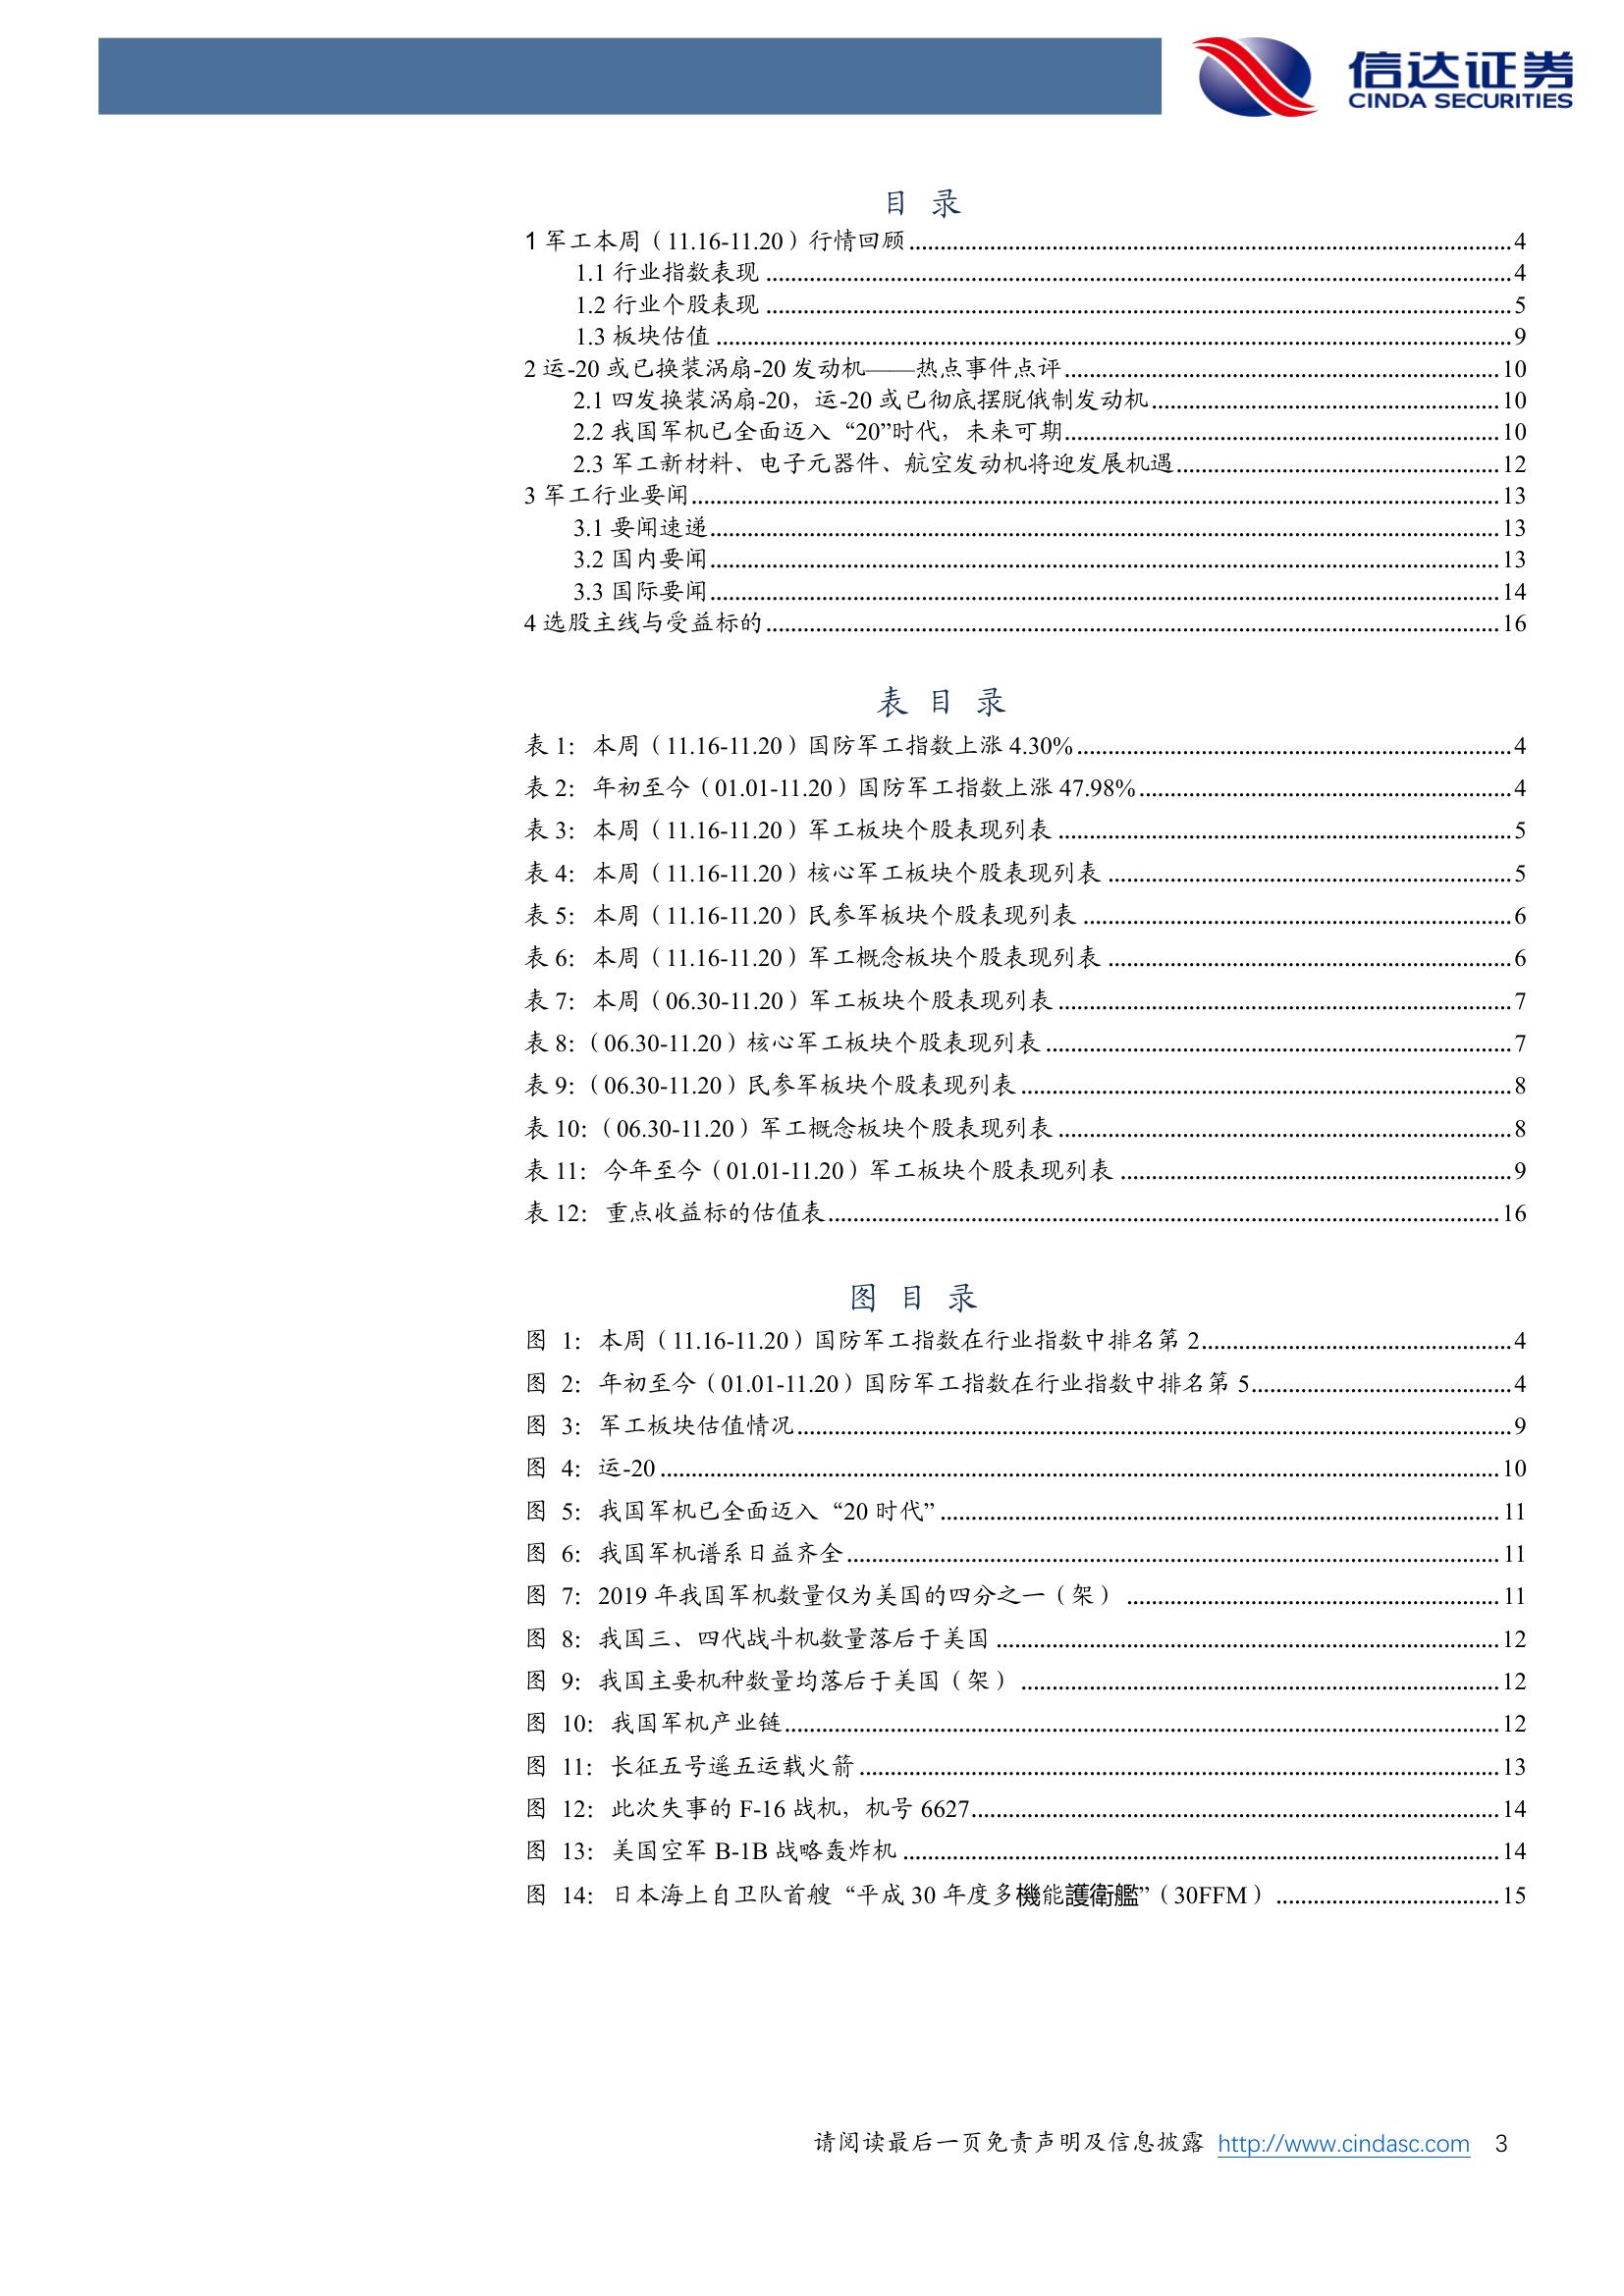 信达证券
CINDA SECURITIES
目 录
1 军工本周（11.16-11.20）行情回顾 4
1.1 行业指数表现 4
1.2 行业个股表现 5
1.3 板块估值 9
2 运-20 或已换装涡扇-20 发动机——热点事件点评 10
2.1 四发换装涡扇-20，运-20 或已彻底摆脱俄制发动机 10
2.2 我国军机已全面迈入“20”时代，未来可期 10
2.3 军工新材料、电子元器件、航空发动机将迎发展机遇 12
3 军工行业要闻 13
3.1 要闻速递 13
3.2 国内要闻 13
3.3 国际要闻 14
4 选股主线与受益标的 16
表 目 录
表 1：本周（11.16-11.20）国防军工指数上涨 4.30% 4
表 2：年初至今（01.01-11.20）国防军工指数上涨 47.98% 4
表 3：本周（11.16-11.20）军工板块个股表现列表 5
表 4：本周（11.16-11.20）核心军工板块个股表现列表 5
表 5：本周（11.16-11.20）民参军板块个股表现列表 6
表 6：本周（11.16-11.20）军工概念板块个股表现列表 6
表 7：本周（06.30-11.20）军工板块个股表现列表 7
表 8:（06.30-11.20）核心军工板块个股表现列表 7
表 9:（06.30-11.20）民参军板块个股表现列表 8
表 10:（06.30-11.20）军工概念板块个股表现列表 8
表 11：今年至今（01.01-11.20）军工板块个股表现列表 9
表 12：重点收益标的估值表 16
图 目 录
图 1：本周（11.16-11.20）国防军工指数在行业指数中排名第 2 4
图 2：年初至今（01.01-11.20）国防军工指数在行业指数中排名第 5 4
图 3：军工板块估值情况 9
图 4：运-20 10
图 5：我国军机已全面迈入“20 时代” 11
图 6：我国军机谱系日益齐全 11
图 7：2019 年我国军机数量仅为美国的四分之一（架） 11
图 8：我国三、四代战斗机数量落后于美国 12
图 9：我国主要机种数量均落后于美国（架） 12
图 10：我国军机产业链 12
图 11：长征五号遥五运载火箭 13
图 12：此次失事的 F-16 战机，机号 6627 14
图 13：美国空军 B-1B 战略轰炸机 14
图 14：日本海上自卫队首艘“平成 30 年度多機能護衛艦”（30FFM） 15
请阅读最后一页免责声明及信息披露 http://www.cindasc.com 3